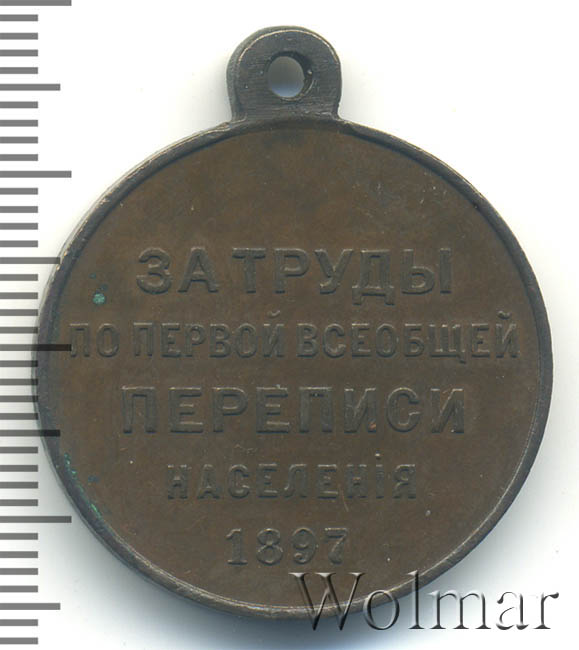 ЗА ТРУДЫ
ПО ПЕРВОЙ ВСЕОБЩЕЙ
ПЕРЕПИСИ
НАСЕЛЕНІЯ
1897
Wolmar